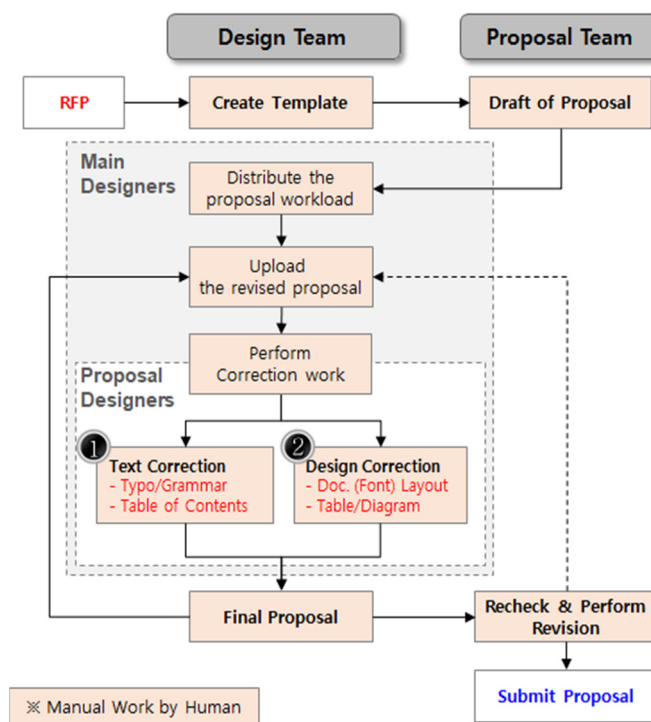 Design Team
Proposal Team
RFP
Create Template
Draft of Proposal
Main
Designers
Distribute the
proposal workload
Upload
the revised proposal
Perform
Correction work
Proposal
Designers
1
Text Correction
- Typo/Grammar
- Table of Contents
2
Design Correction
- Doc. (Font) Layout
- Table/Diagram
Final Proposal
Recheck & Perform
Revision
Submit Proposal
※ Manual Work by Human